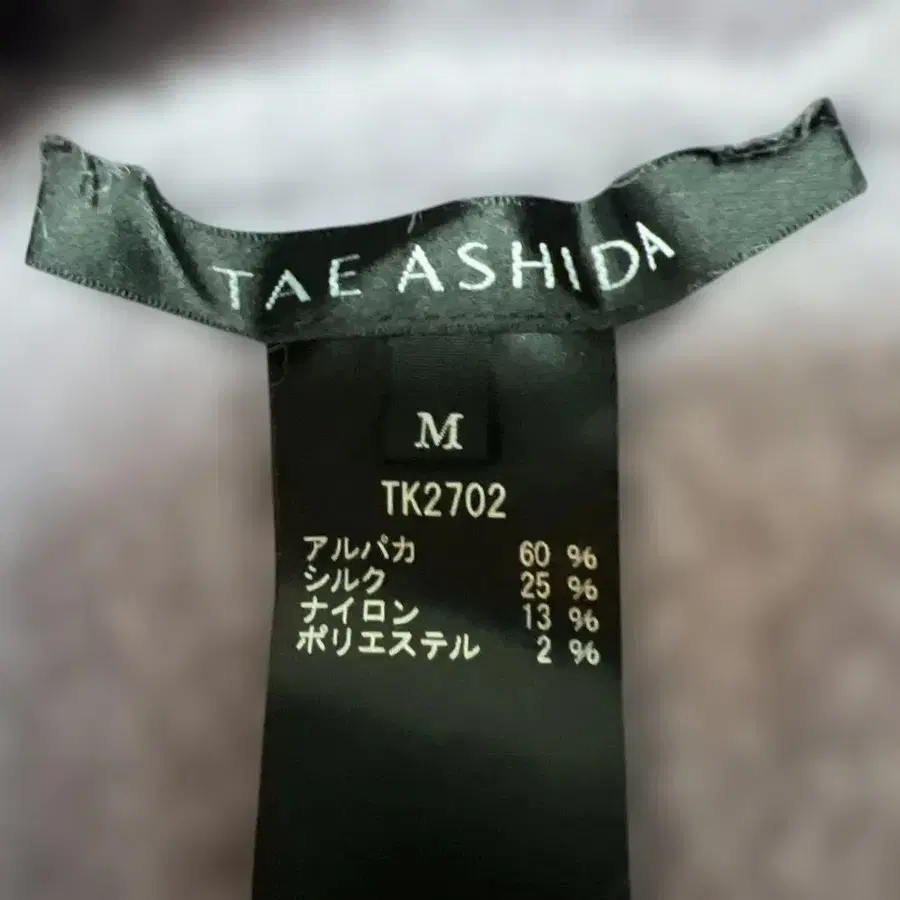 TAE ASHIDA
M
TK2702
アルパカ 60 %
シルク 25 %
ナイロン 13 %
ポリエステル 2 %